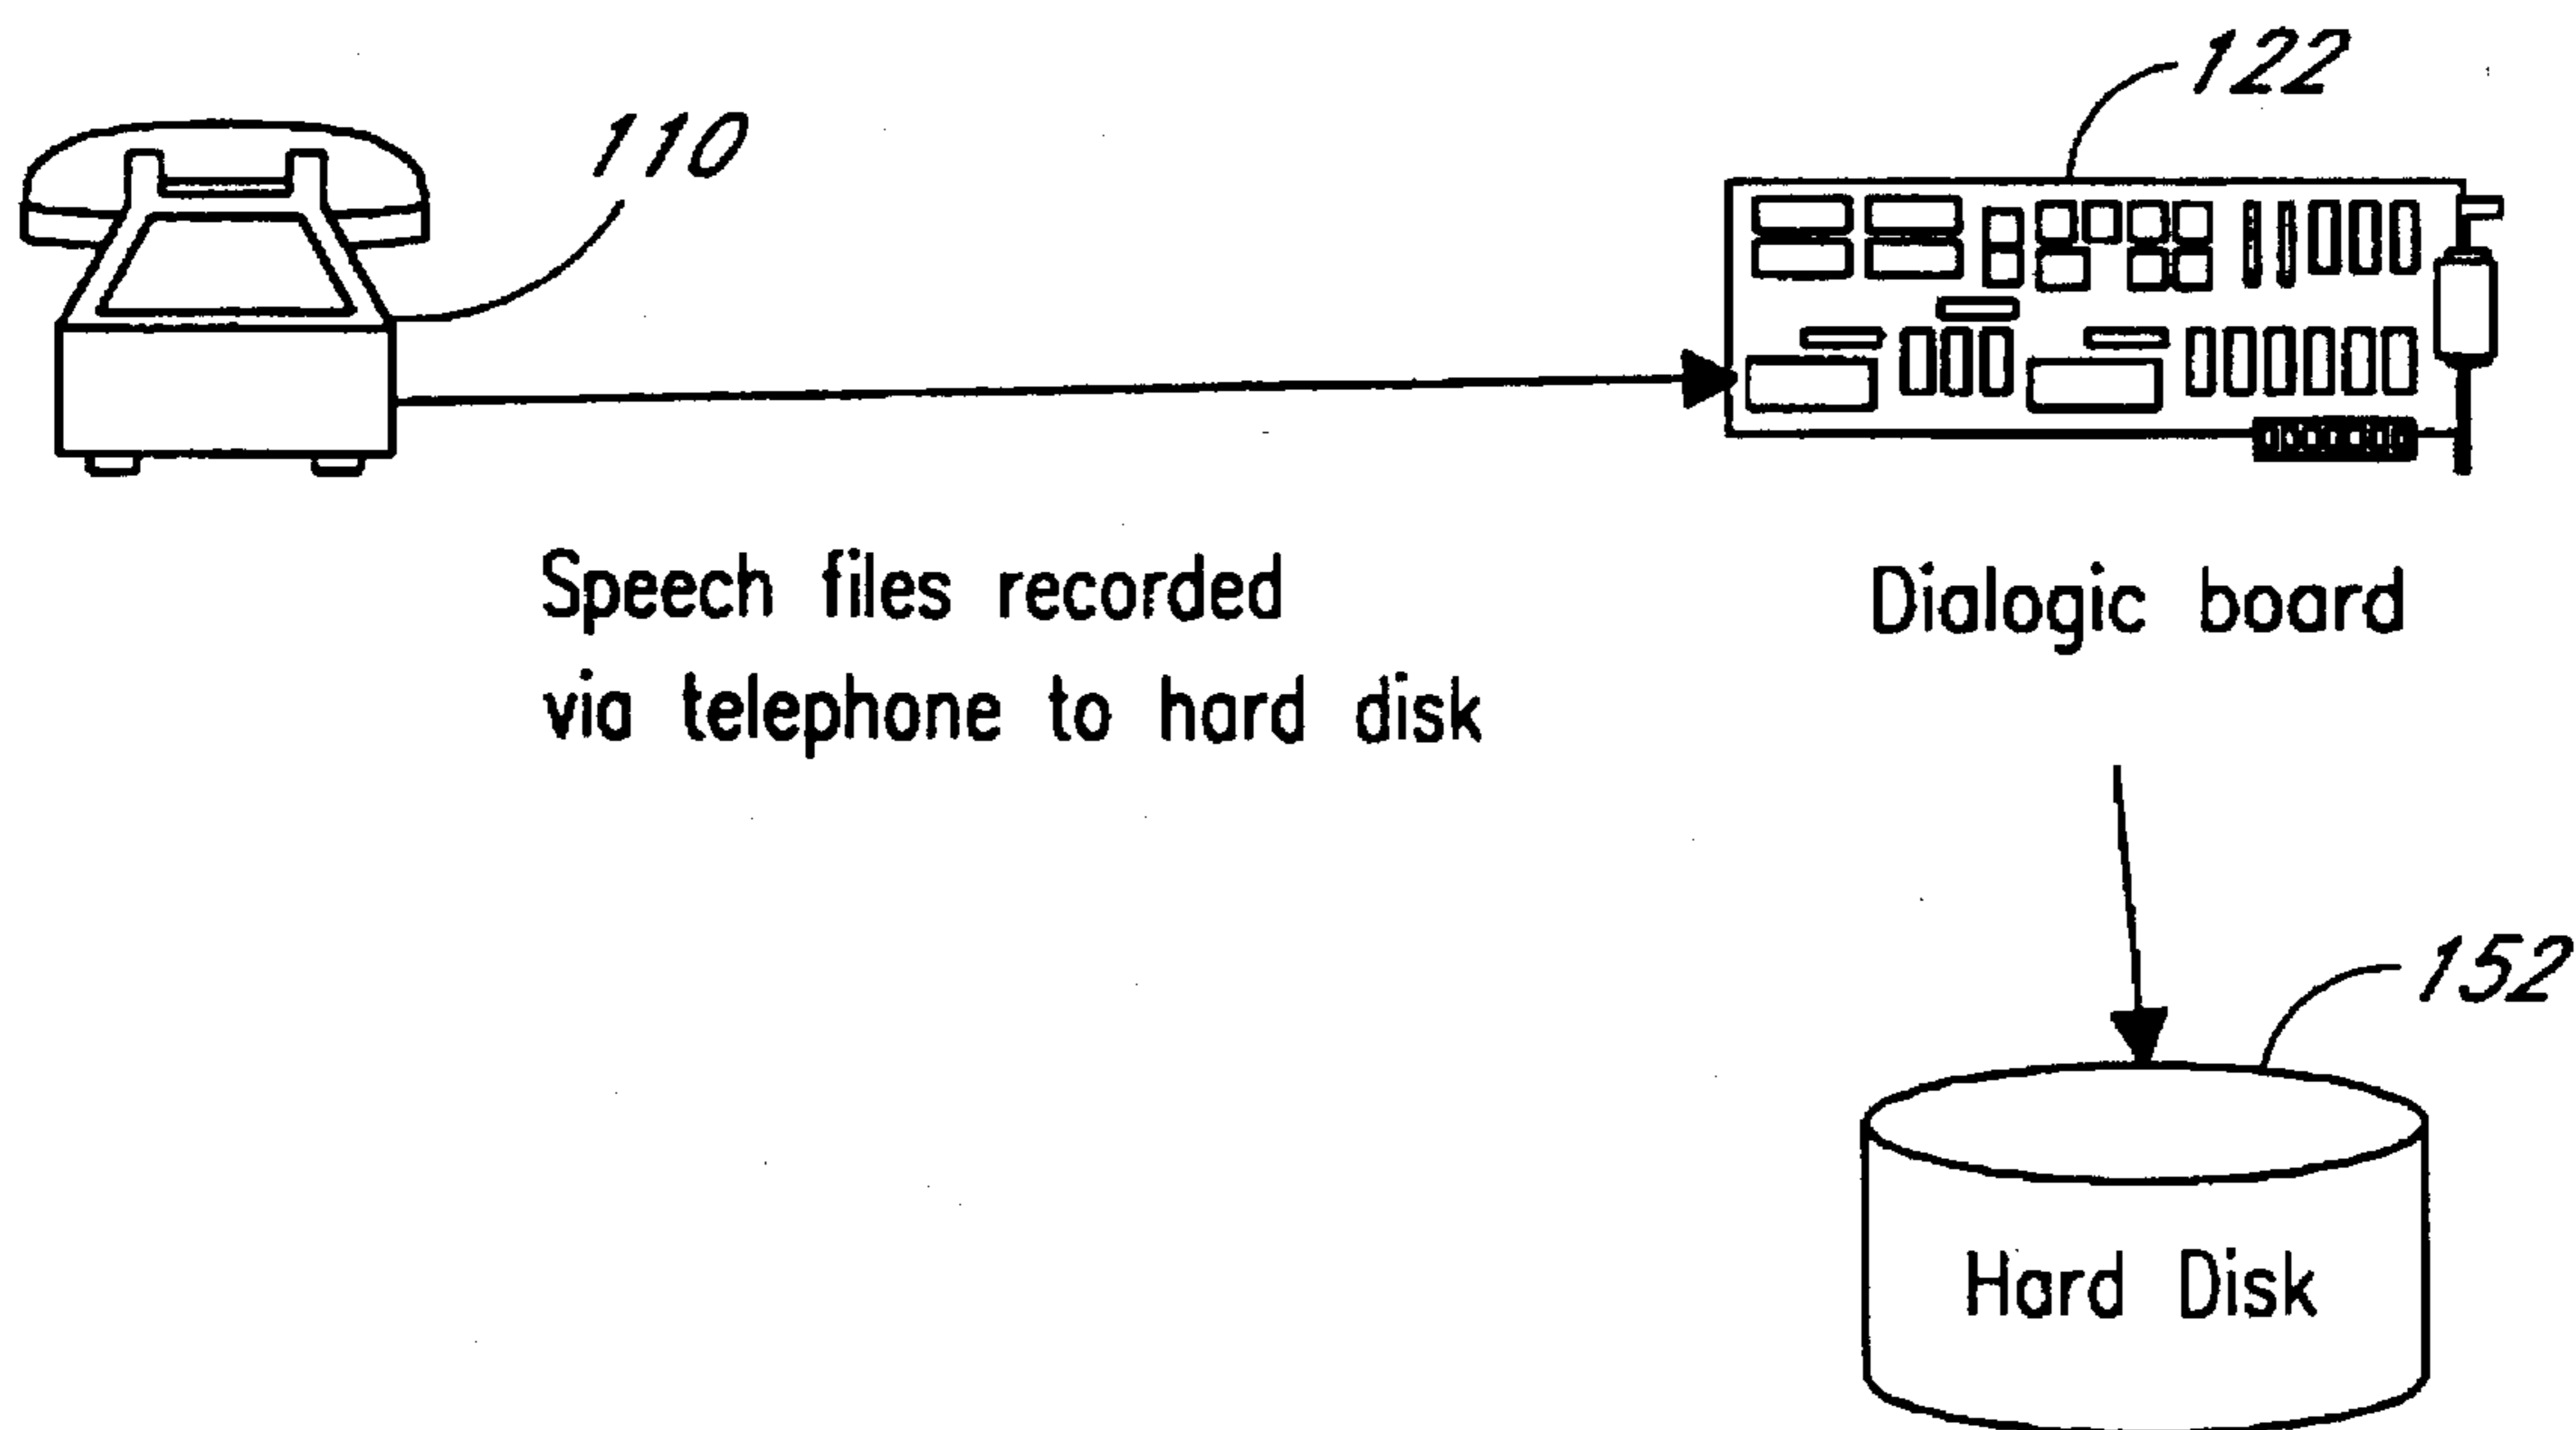 122
110
Speech files recorded
via telephone to hard disk
Dialogic board
152
Hard Disk